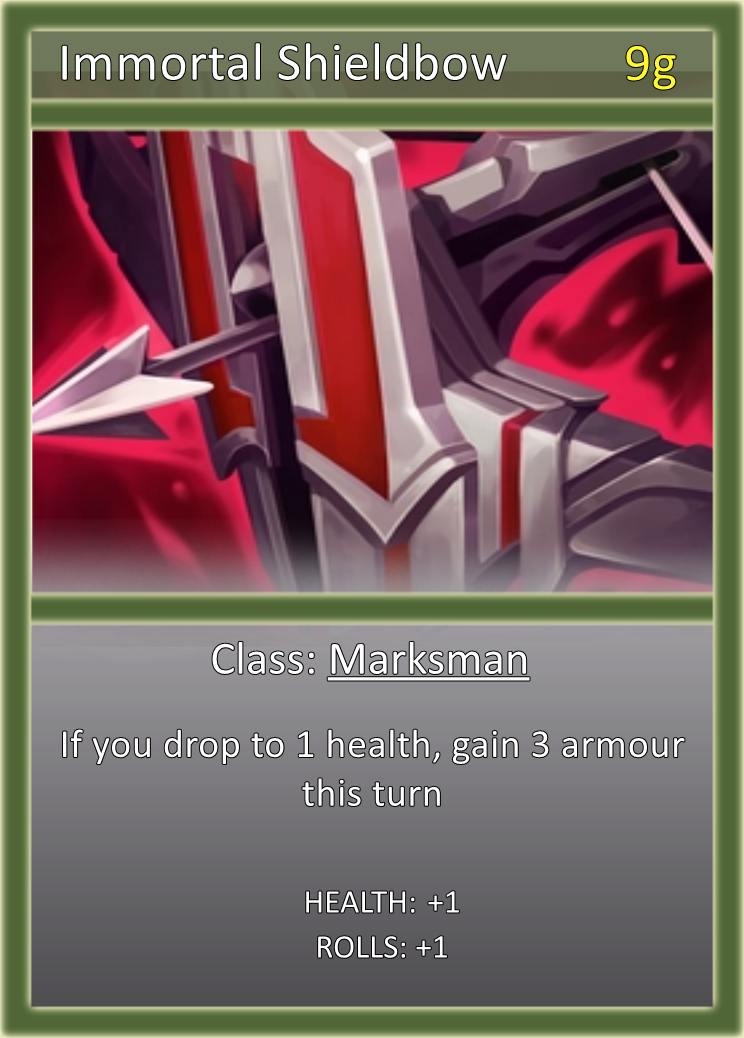 Immortal Shieldbow 9g
Class: Marksman
If you drop to 1 health, gain 3 armour
this turn
HEALTH: +1
ROLLS: +1